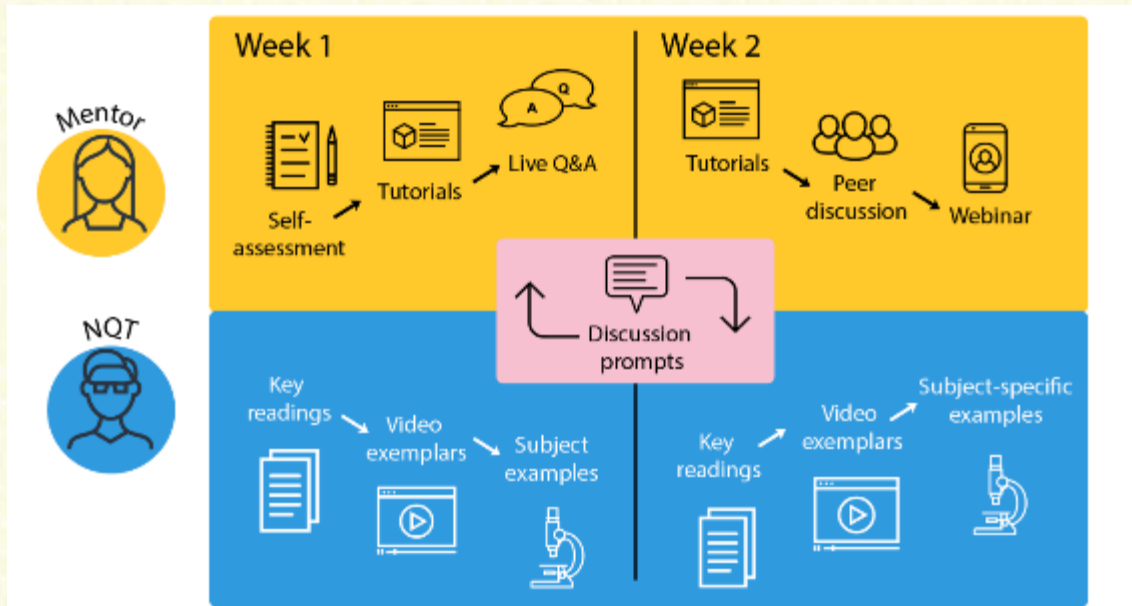 Week 1
Week 2
Mentor
A
Q
Self-
assessment
Tutorials
Live Q&A
Tutorials
Peer
discussion
Webinar
Discussion
prompts
NQT
Key
readings
Video
exemplars
Subject
examples
Key
readings
Video
exemplars
Subject-specific
examples